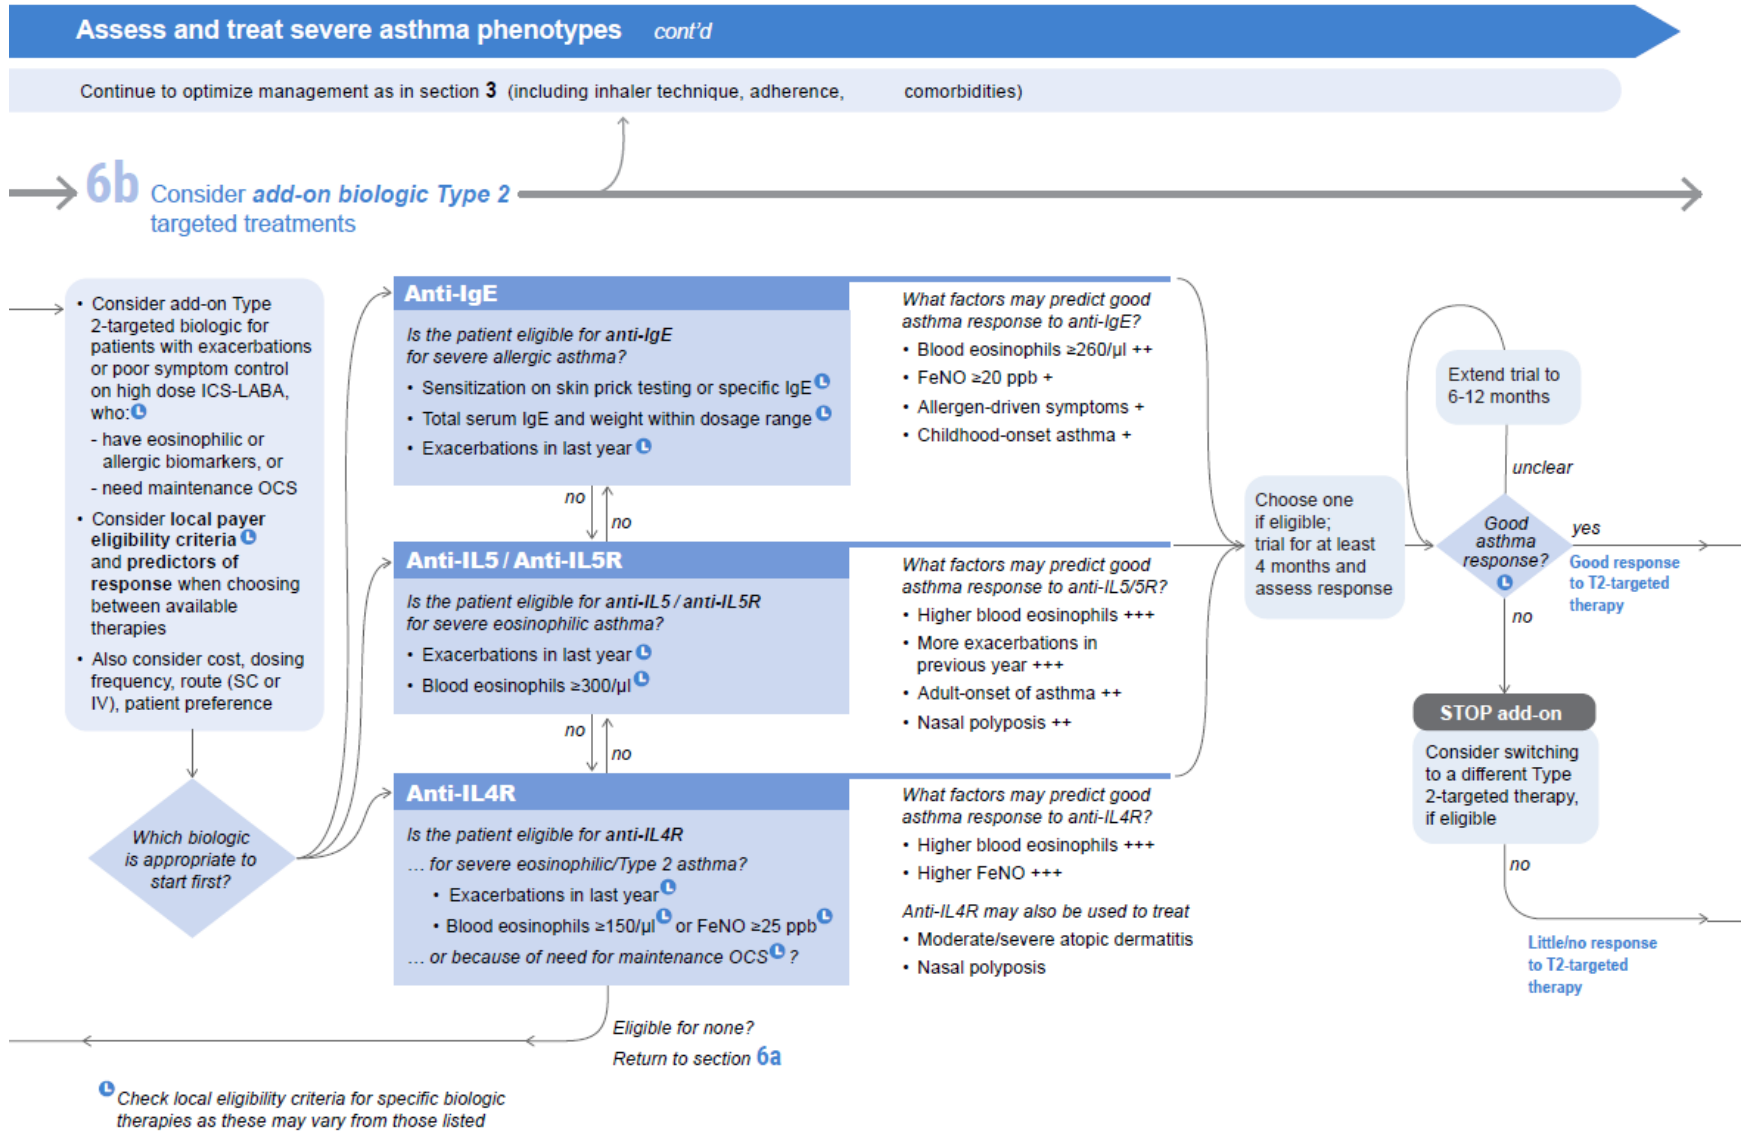 Assess and treat severe asthma phenotypes cont'd
Continue to optimize management as in section 3 (including inhaler technique, adherence, comorbidities)
6b Consider add-on biologic Type 2
targeted treatments
• Consider add-on Type
2-targeted biologic for
patients with exacerbations
or poor symptom control
on high dose ICS-LABA,
who: L
- have eosinophilic or
allergic biomarkers, or
- need maintenance OCS
• Consider local payer
eligibility criteria L
and predictors of
response when choosing
between available
therapies
• Also consider cost, dosing
frequency, route (SC or
IV), patient preference
Which biologic
is appropriate to
start first?
Anti-IgE
Is the patient eligible for anti-IgE
for severe allergic asthma?
• Sensitization on skin prick testing or specific IgE L
• Total serum IgE and weight within dosage range L
• Exacerbations in last year L
no
no
Anti-IL5 / Anti-IL5R
Is the patient eligible for anti-IL5 / anti-IL5R
for severe eosinophilic asthma?
• Exacerbations in last year L
• Blood eosinophils ≥300/µl L
no
no
Anti-IL4R
Is the patient eligible for anti-IL4R
... for severe eosinophilic/Type 2 asthma?
• Exacerbations in last year L
• Blood eosinophils ≥150/µl L or FeNO ≥25 ppb L
... or because of need for maintenance OCS L ?
Eligible for none?
Return to section 6a
What factors may predict good
asthma response to anti-IgE?
• Blood eosinophils ≥260/µl ++
• FeNO ≥20 ppb +
• Allergen-driven symptoms +
• Childhood-onset asthma +
What factors may predict good
asthma response to anti-IL5/5R?
• Higher blood eosinophils +++
• More exacerbations in
previous year +++
• Adult-onset of asthma ++
• Nasal polyposis ++
What factors may predict good
asthma response to anti-IL4R?
• Higher blood eosinophils +++
• Higher FeNO +++
Anti-IL4R may also be used to treat
• Moderate/severe atopic dermatitis
• Nasal polyposis
Choose one
if eligible;
trial for at least
4 months and
assess response
Extend trial to
6-12 months
unclear
Good
asthma
response?
L
yes
Good response
to T2-targeted
therapy
no
STOP add-on
Consider switching
to a different Type
2-targeted therapy,
if eligible
no
Little/no response
to T2-targeted
therapy
L Check local eligibility criteria for specific biologic
therapies as these may vary from those listed